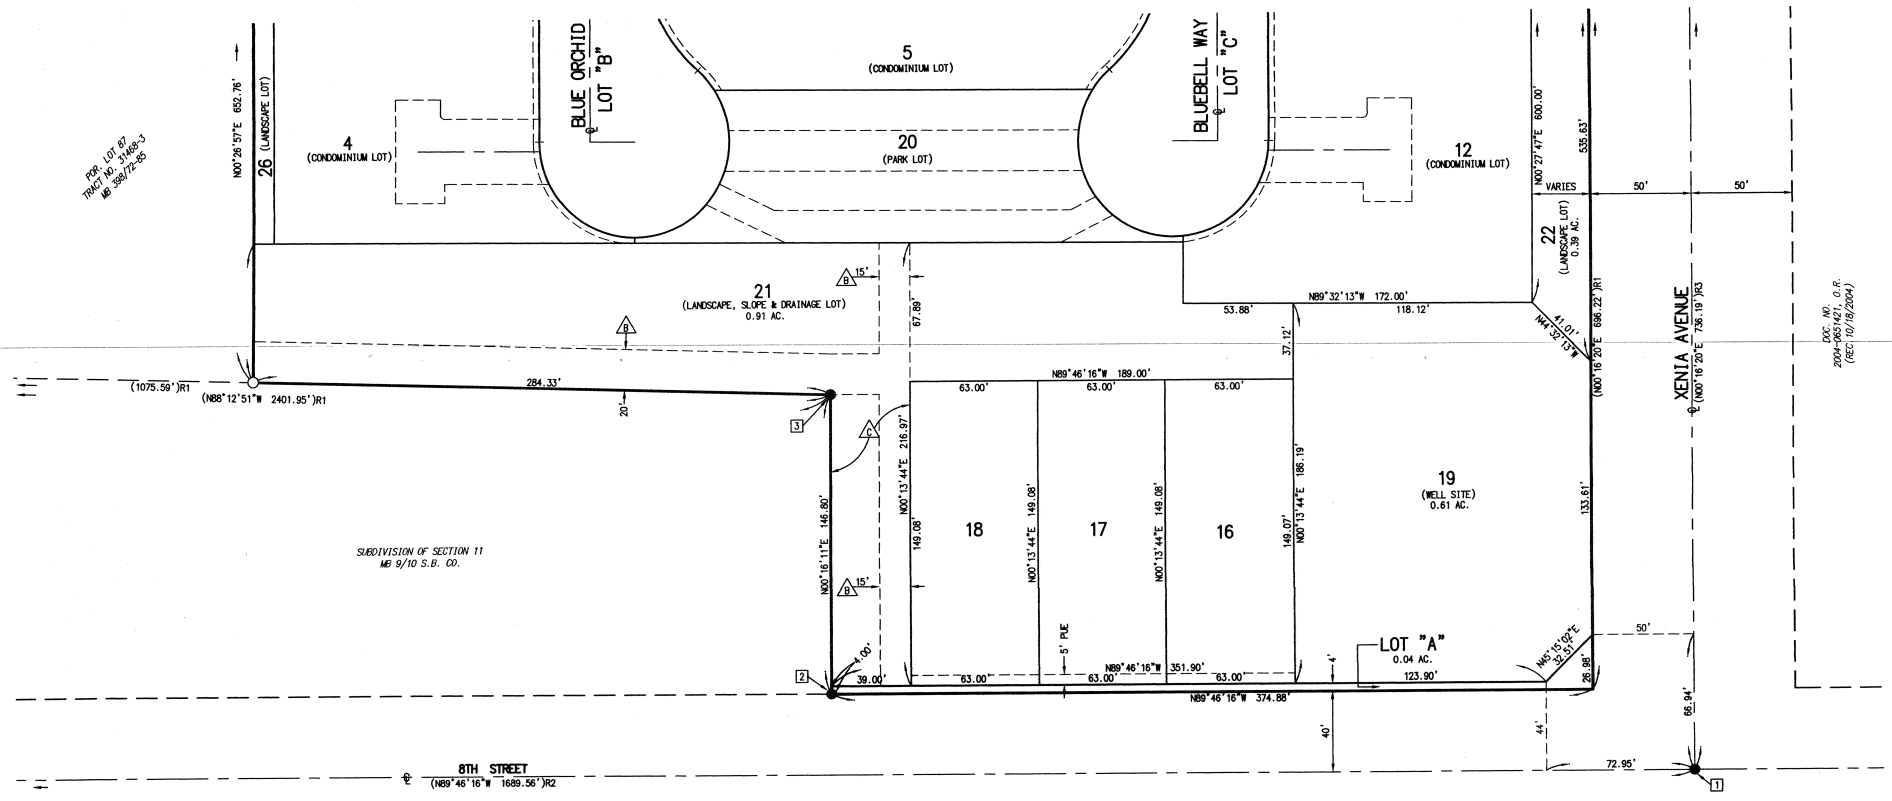 BLUE ORCHID
LOT "B"
℄
5
(CONDOMINIUM LOT)
BLUEBELL WAY
LOT "C"
℄
N00°26'57"E 652.76'
26 (LANDSCAPE LOT)
POR. LOT 87
TRACT NO. 31468-3
MB 398/72-85
4
(CONDOMINIUM LOT)
20
(PARK LOT)
12
(CONDOMINIUM LOT)
N00°27'47"E 600.00'
535.63'
VARIES
50'
50'
22
(LANDSCAPE LOT)
0.39 AC.
21
(LANDSCAPE, SLOPE & DRAINAGE LOT)
0.91 AC.
B
15'
B
67.89'
N89°32'13"W 172.00'
53.88'
118.12'
37.12'
41.01'
N44°32'13"W
(N00°16'20"E 696.22')R1
XENIA AVENUE
℄
(N00°16'20"E 736.19')R3
DOC. NO.
2004-0651421, O.R.
(REC. 10/18/2004)
(1075.59')R1
(N88°12'51"W 2401.95')R1
284.33'
20'
3
C
N89°46'16"W 189.00'
63.00'
63.00'
63.00'
N00°13'44"E 216.97'
N00°13'44"E 186.19'
19
(WELL SITE)
0.61 AC.
133.61'
N00°16'11"E 146.80'
149.08'
18
N00°13'44"E 149.08'
17
N00°13'44"E 149.08'
16
149.07'
SUBDIVISION OF SECTION 11
MB 9/10 S.B. CO.
B
15'
5' PUE
LOT "A"
0.04 AC.
N45°15'02"E
32.51'
50'
4.00'
2
39.00'
63.00'
63.00'
63.00'
N89°46'16"W 351.90'
4'
123.90'
26.98'
N89°46'16"W 374.88'
40'
44'
66.94'
72.95'
1
8TH STREET
℄
(N89°46'16"W 1689.56')R2